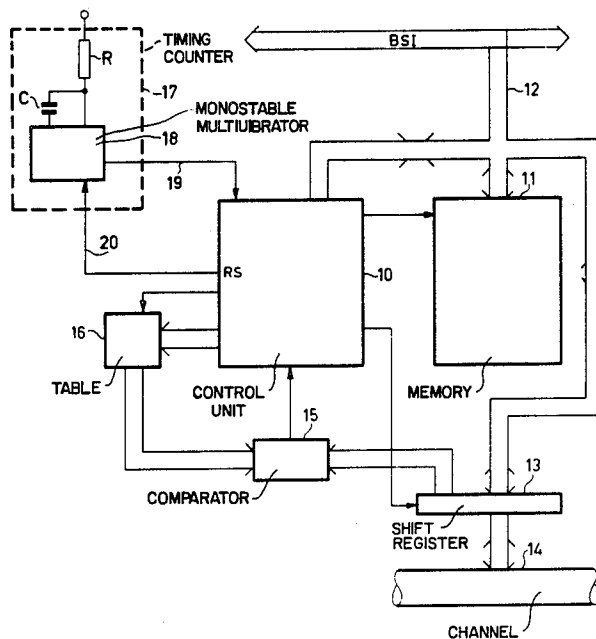 TIMING
COUNTER
R
17
C
MONOSTABLE
MULTIUIBRATOR
18
19
20
BSI
12
11
10
RS
16
TABLE
CONTROL
UNIT
MEMORY
15
COMPARATOR
13
SHIFT
REGISTER
14
CHANNEL